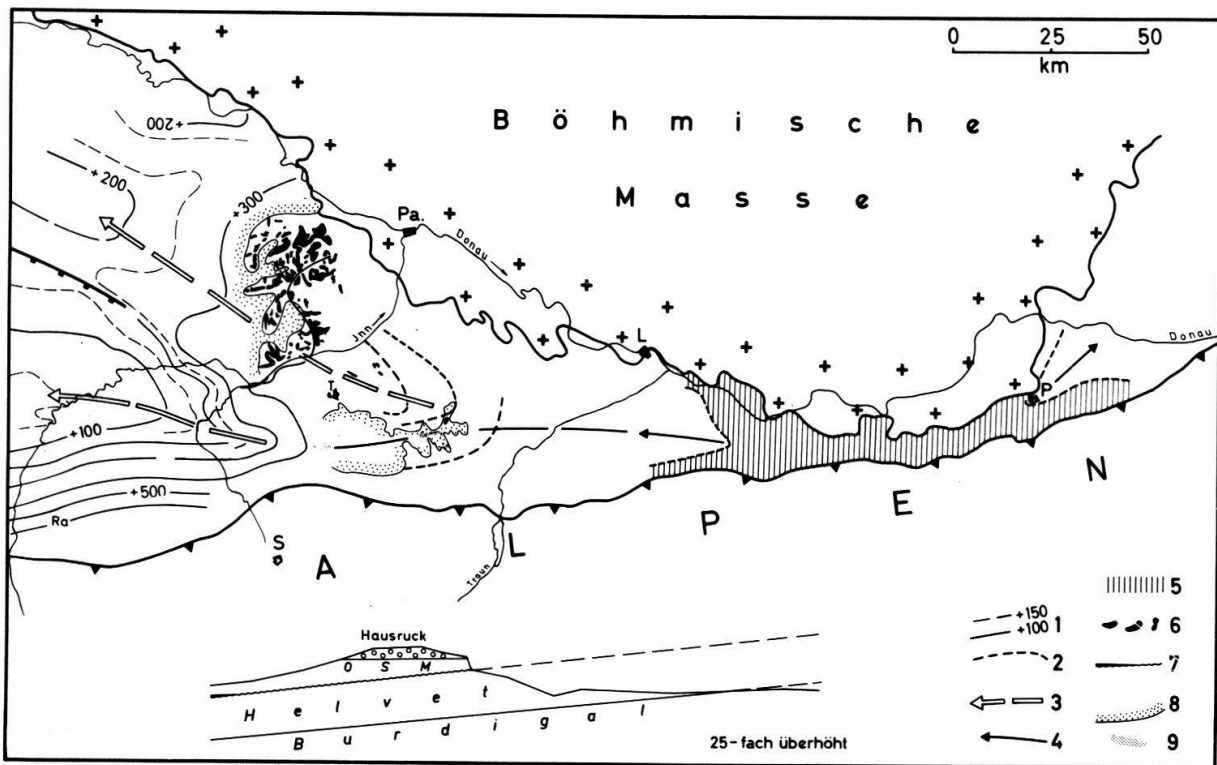 0 25 50
km
B ö h m i s c h e
M a s s e
+200
+200
+300
Pa.
Donau
Jnn
L
Donau
P
+100
+500
Ra
S
Traun
A L P E N
Hausruck
O S M
H e l v e t
B u r d i g a l
25-fach überhöht
+150
+100 1
2
3
4
5
6
7
8
9